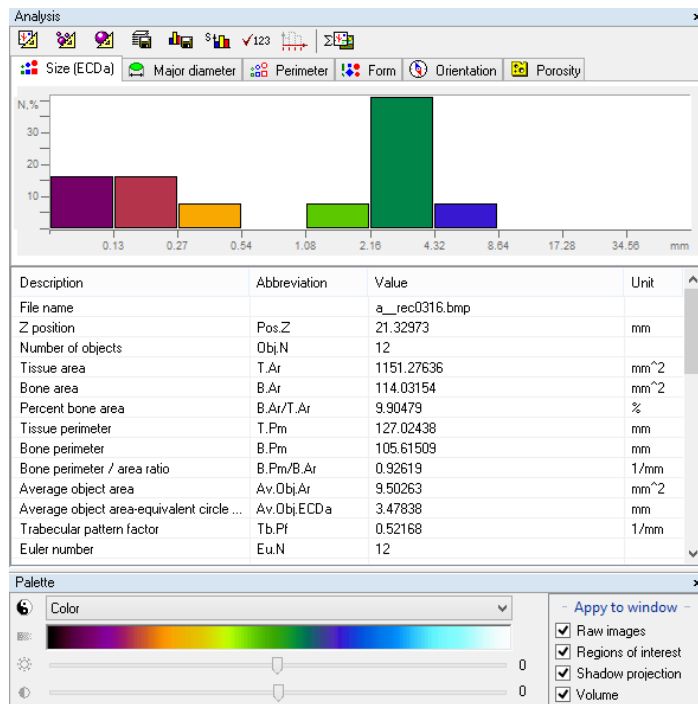 Analysis
123
Size (ECDa) Major diameter Perimeter Form Orientation Porosity
N,%
30
20
10
0.13 0.27 0.54 1.08 2.16 4.32 8.64 17.28 34.56 mm
Description Abbreviation Value Unit
File name a__rec0316.bmp
Z position Pos.Z 21.32973 mm
Number of objects Obj.N 12
Tissue area T.Ar 1151.27636 mm^2
Bone area B.Ar 114.03154 mm^2
Percent bone area B.Ar/T.Ar 9.90479 %
Tissue perimeter T.Pm 127.02438 mm
Bone perimeter B.Pm 105.61509 mm
Bone perimeter / area ratio B.Pm/B.Ar 0.92619 1/mm
Average object area Av.Obj.Ar 9.50263 mm^2
Average object area-equivalent circle ... Av.Obj.ECDa 3.47838 mm
Trabecular pattern factor Tb.Pf 0.52168 1/mm
Euler number Eu.N 12
Palette
Color
0
0
Appy to window
Raw images
Regions of interest
Shadow projection
Volume